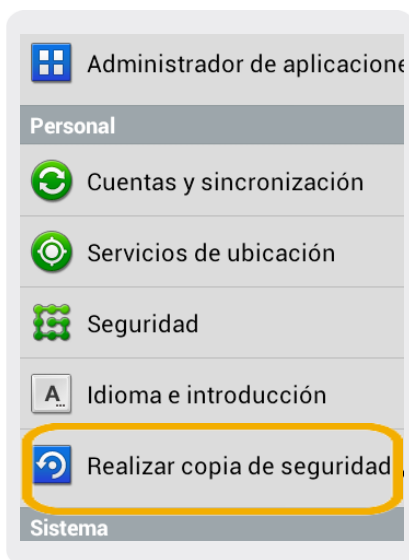 Administrador de aplicacione
Personal
Cuentas y sincronización
Servicios de ubicación
Seguridad
A...
Idioma e introducción
Realizar copia de seguridad
Sistema